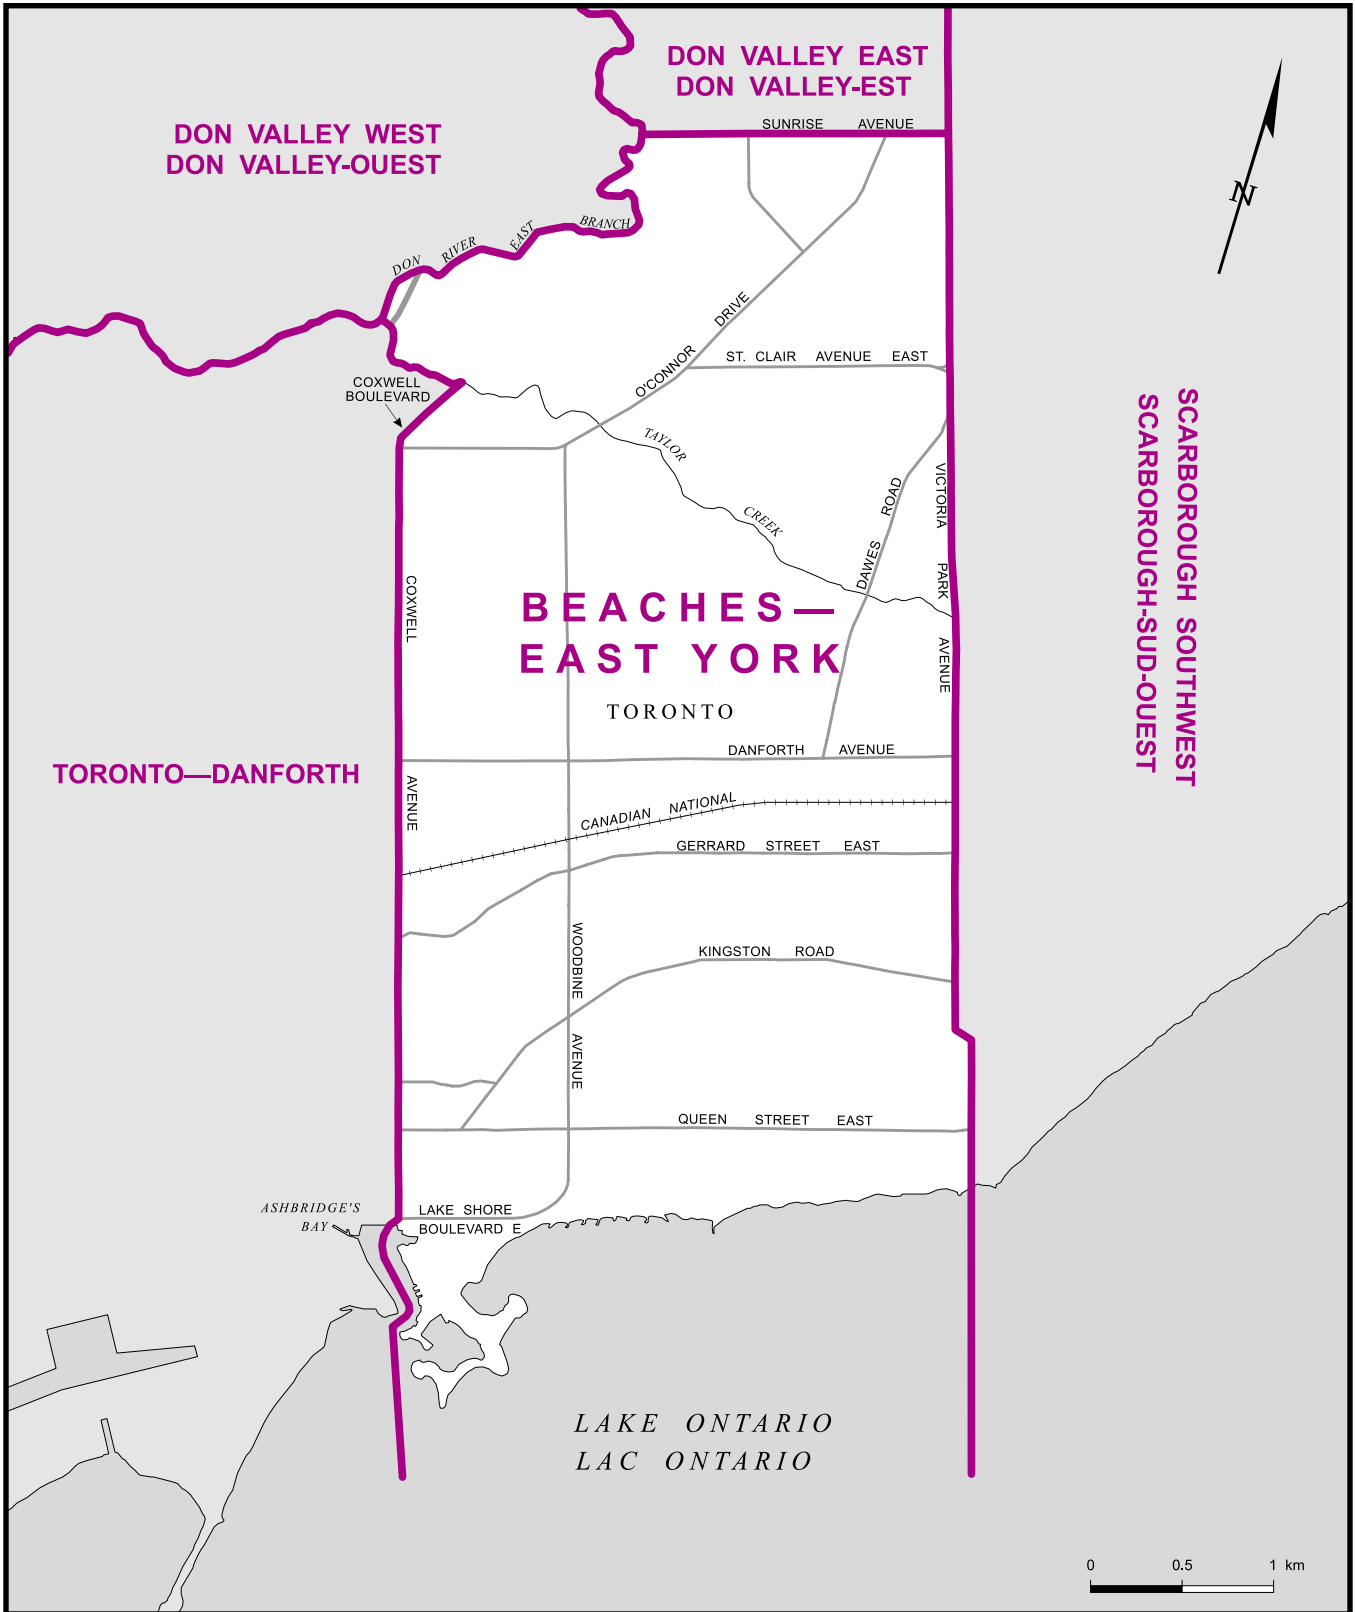 DON VALLEY EAST
DON VALLEY-EST
SUNRISE AVENUE
DON VALLEY WEST
DON VALLEY-OUEST
N
DON RIVER EAST BRANCH
O'CONNOR DRIVE
ST. CLAIR AVENUE EAST
COXWELL
BOULEVARD
TAYLOR CREEK
DAWES ROAD
VICTORIA PARK AVENUE
SCARBOROUGH SOUTHWEST
SCARBOROUGH-SUD-OUEST
COXWELL AVENUE
BEACHES—
EAST YORK
TORONTO
DANFORTH AVENUE
TORONTO—DANFORTH
CANADIAN NATIONAL
GERRARD STREET EAST
WOODBINE AVENUE
KINGSTON ROAD
QUEEN STREET EAST
ASHBRIDGE'S
BAY
LAKE SHORE
BOULEVARD E
LAKE ONTARIO
LAC ONTARIO
0 0.5 1 km